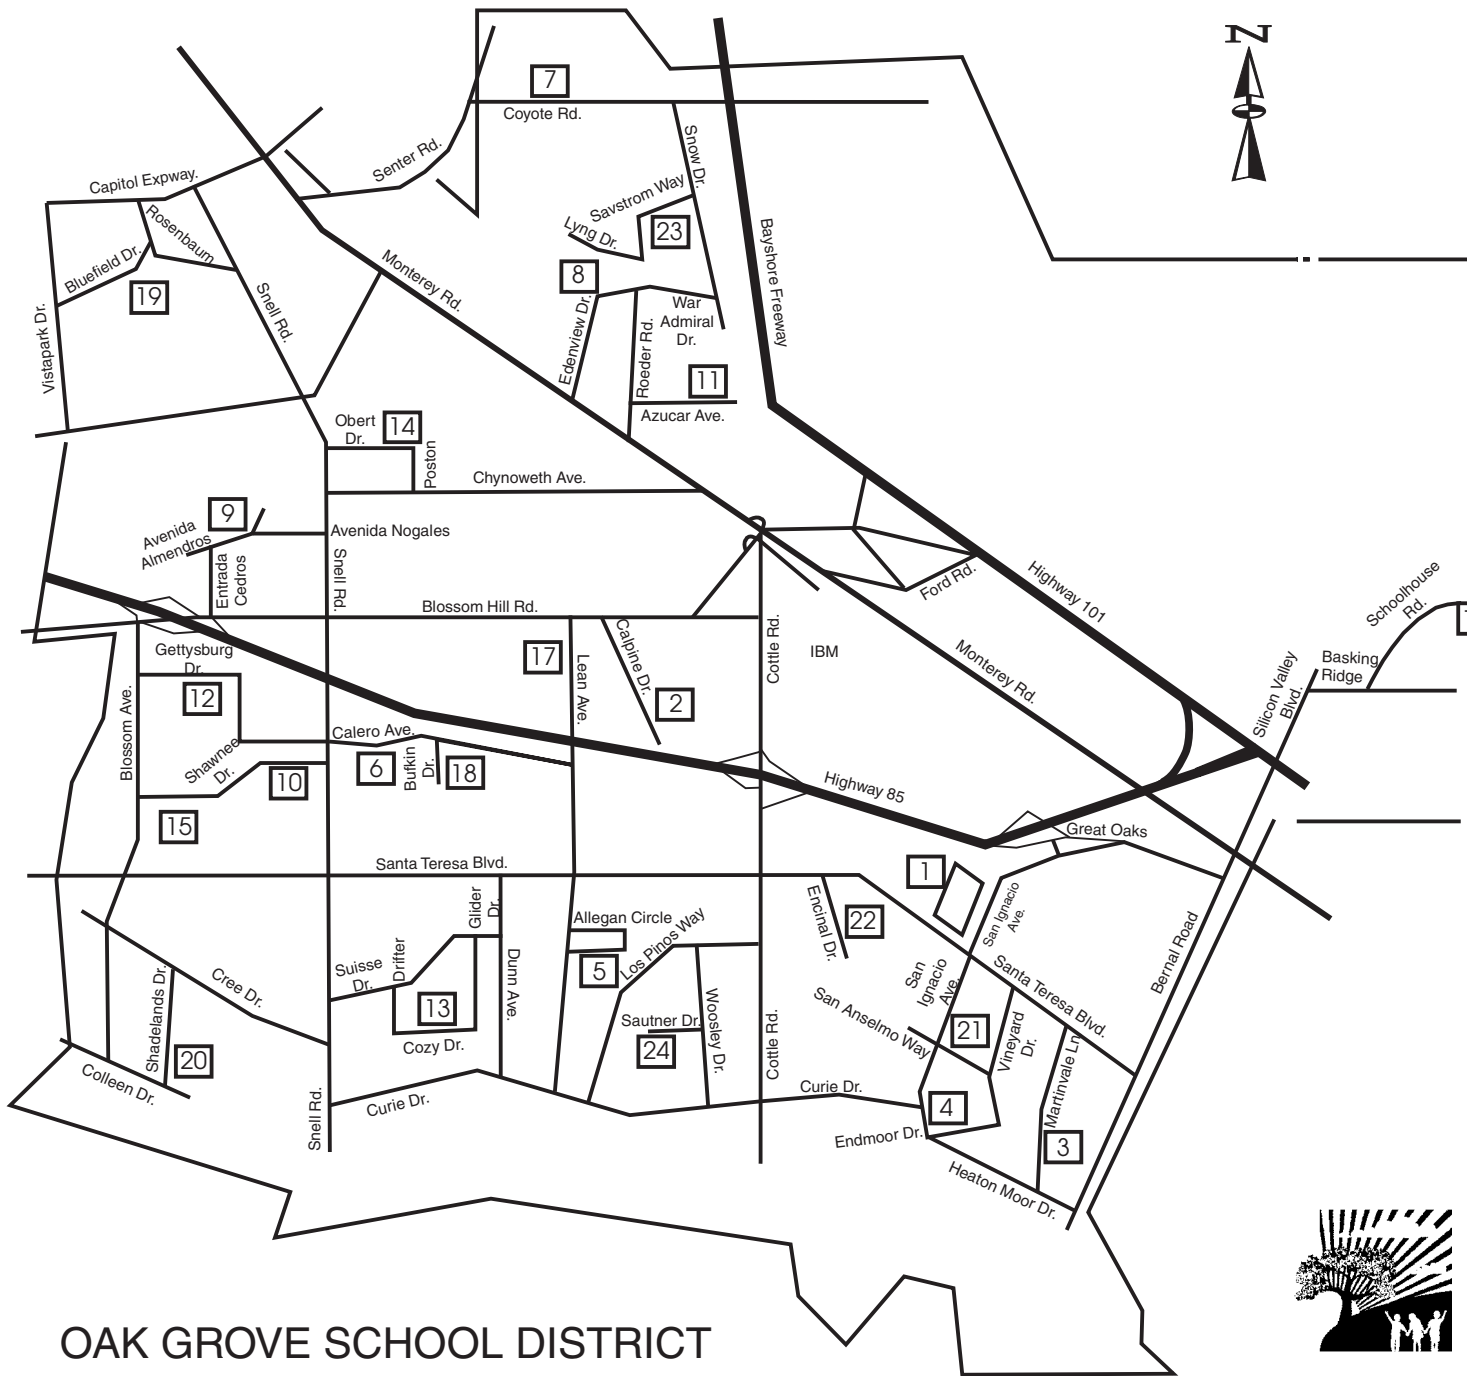 N
7
Coyote Rd.
Senter Rd.
Snow Dr.
Capitol Expway.
Savstrom Way
Rosenbaum
Lyng Dr.
23
Bluefield Dr.
Bayshore Freeway
8
Monterey Rd.
19
Snell Rd.
War
Admiral
Dr.
Vistapark Dr.
Edenview Dr.
Roeder Rd.
11
Azucar Ave.
Obert
Dr.
14
Poston
Chynoweth Ave.
9
Avenida
Almendros
Avenida Nogales
Entrada
Cedros
Snell Rd.
Ford Rd.
Highway 101
Schoolhouse
Rd.
Blossom Hill Rd.
Gettysburg
Dr.
17
Lean Ave.
Calpine Dr.
Cottle Rd.
IBM
Monterey Rd.
Basking
Ridge
Silicon Valley
Blvd.
12
2
Blossom Ave.
Calero Ave.
Shawnee
Dr.
10
6
Bufkin
Dr.
18
Highway 85
15
Great Oaks
Santa Teresa Blvd.
1
Glider
Dr.
Allegan Circle
Encinal Dr.
22
San Ignacio
Ave.
Los Pinos Way
Suisse
Dr.
Drifter
Dunn Ave.
5
San
Ignacio
Ave.
Santa Teresa Blvd.
Bernal Road
Cree Dr.
13
Woosley Dr.
San Anselmo Way
Shadelands Dr.
Cozy Dr.
Sautner Dr.
24
Cottle Rd.
21
Vineyard
Dr.
Martinvale Ln.
20
Colleen Dr.
Snell Rd.
Curie Dr.
Curie Dr.
4
Endmoor Dr.
3
Heaton Moor Dr.
OAK GROVE SCHOOL DISTRICT